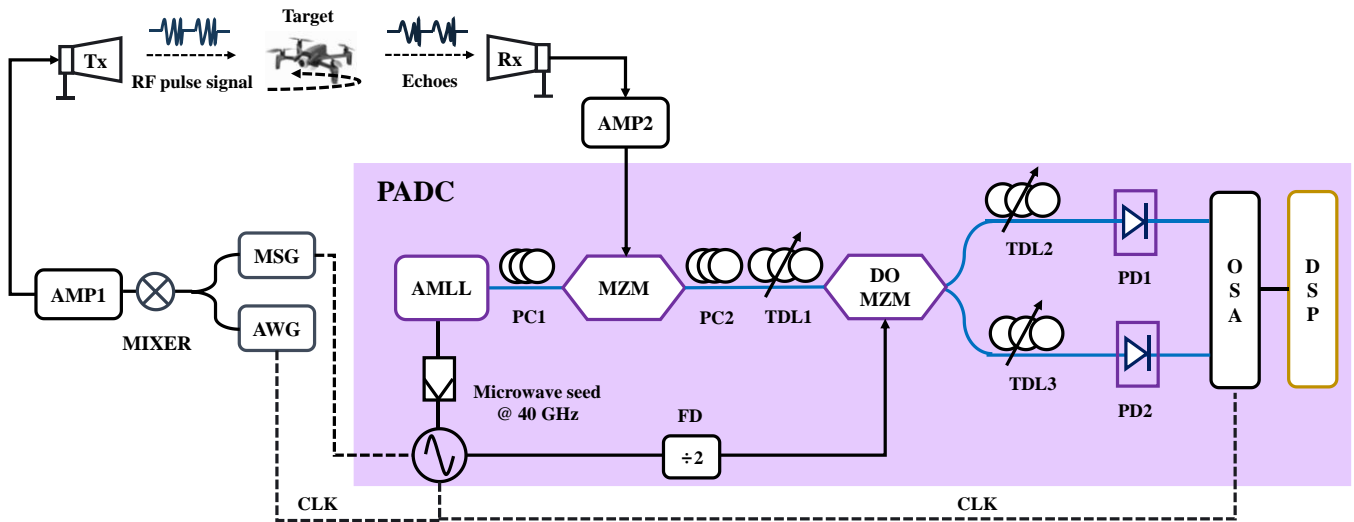 Target
Tx
RF pulse signal
Echoes
Rx
AMP2
PADC
MSG
AWG
AMP1
MIXER
AMLL
PC1
MZM
PC2
TDL1
DO
MZM
TDL2
PD1
TDL3
PD2
O
S
A
D
S
P
Microwave seed
@ 40 GHz
FD
÷2
CLK
CLK